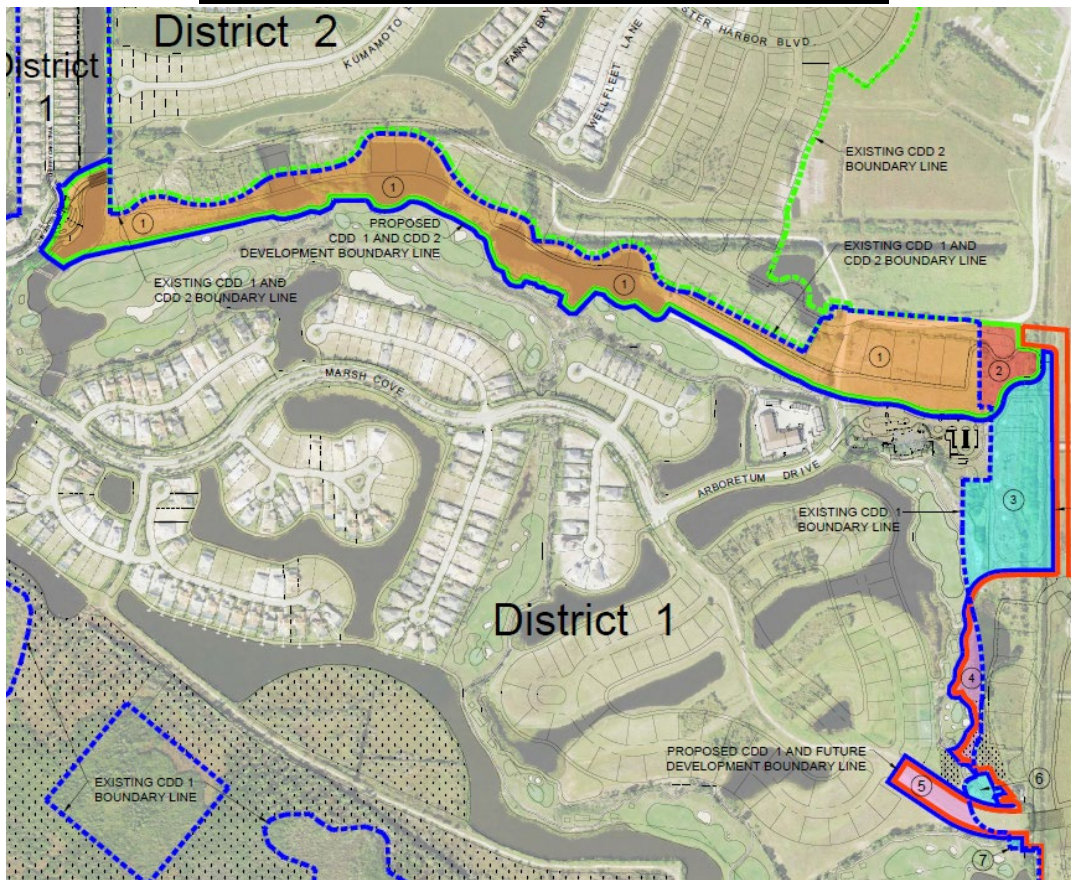 District 2
District
1
KUMAMOTO
FANNY BAY
WELLFLEET LANE
STER HARBOR BLVD.
EXISTING CDD 2
BOUNDARY LINE
1
1
1
1
2
PROPOSED
CDD 1 AND CDD 2
DEVELOPMENT BOUNDARY LINE
EXISTING CDD 1 AND
CDD 2 BOUNDARY LINE
EXISTING CDD 1 AND
CDD 2 BOUNDARY LINE
MARSH COVE
ARBORETUM DRIVE
EXISTING CDD 1
BOUNDARY LINE
3
District 1
4
PROPOSED CDD 1 AND FUTURE
DEVELOPMENT BOUNDARY LINE
5
6
7
EXISTING CDD 1
BOUNDARY LINE